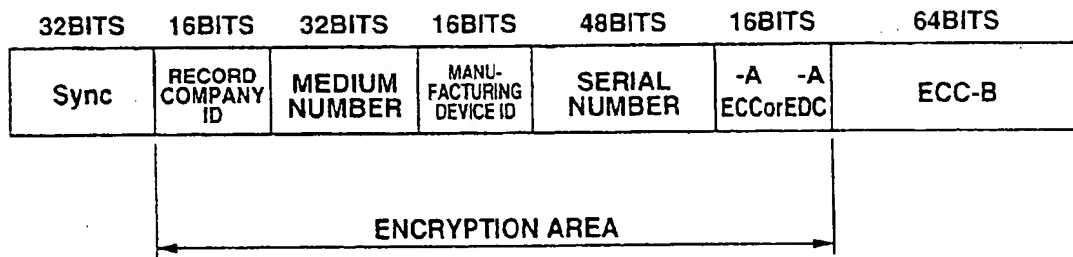 32BITS 16BITS 32BITS 16BITS 48BITS 16BITS 64BITS
Sync
RECORD
COMPANY
ID
MEDIUM
NUMBER
MANU-
FACTURING
DEVICE ID
SERIAL
NUMBER
-A -A
ECCorEDC
ECC-B
ENCRYPTION AREA